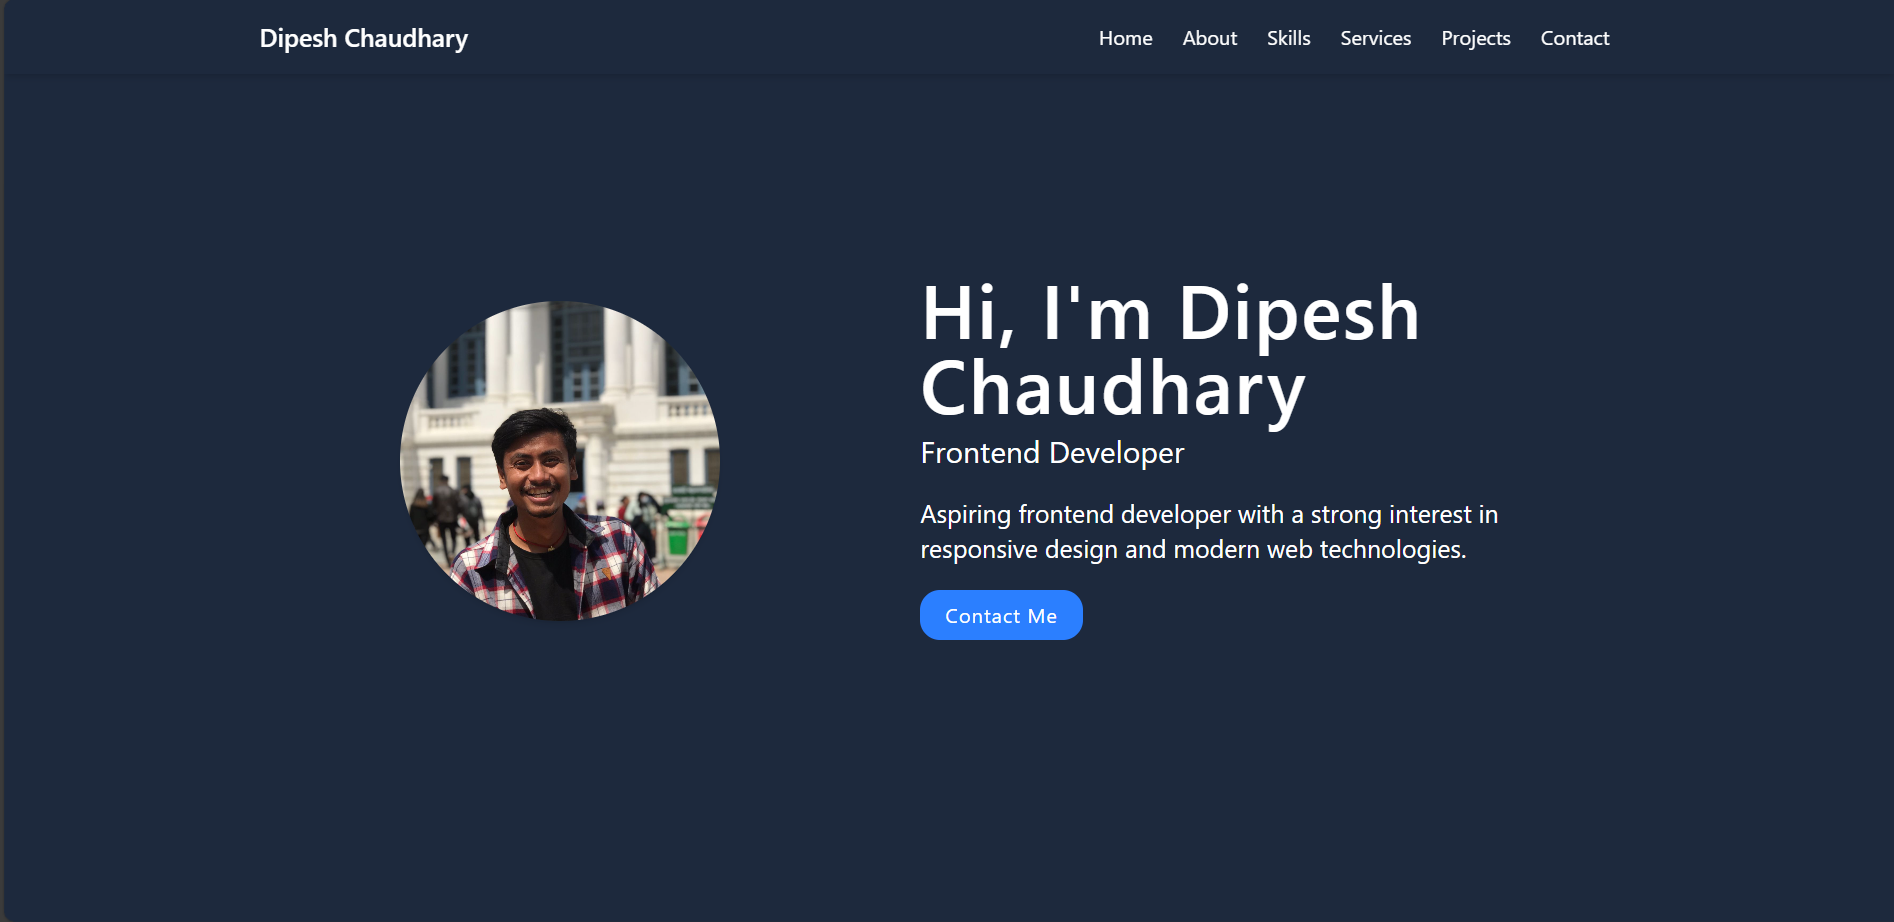 Dipesh Chaudhary
Home About Skills Services Projects Contact
Hi, I'm Dipesh
Chaudhary
Frontend Developer
Aspiring frontend developer with a strong interest in
responsive design and modern web technologies.
Contact Me